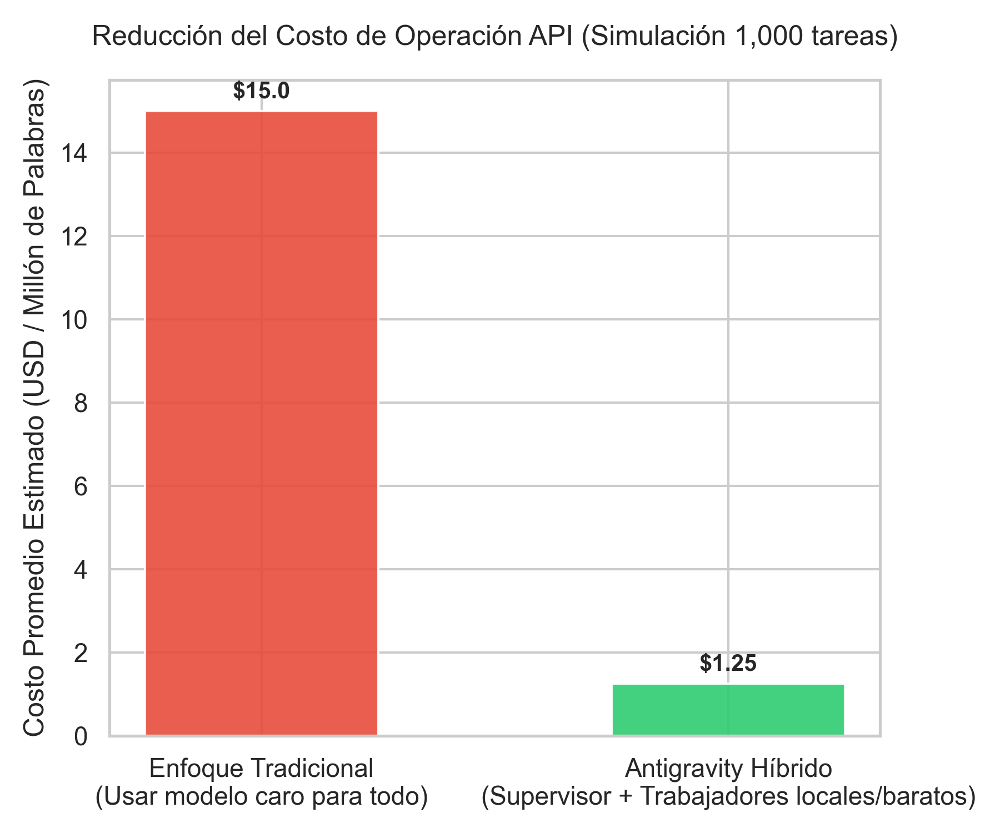 Reducción del Costo de Operación API (Simulación 1,000 tareas)
Costo Promedio Estimado (USD / Millón de Palabras)
$15.0
14
12
10
8
6
4
2
$1.25
0
Enfoque Tradicional
(Usar modelo caro para todo)
Antigravity Híbrido
(Supervisor + Trabajadores locales/baratos)